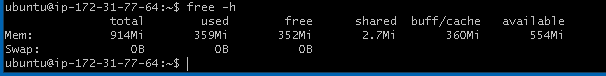 ubuntu@ip-172-31-77-64:~$ free -h
total used free shared buff/cache available
Mem: 914Mi 359Mi 352Mi 2.7Mi 360Mi 554Mi
Swap: 0B 0B 0B
ubuntu@ip-172-31-77-64:~$